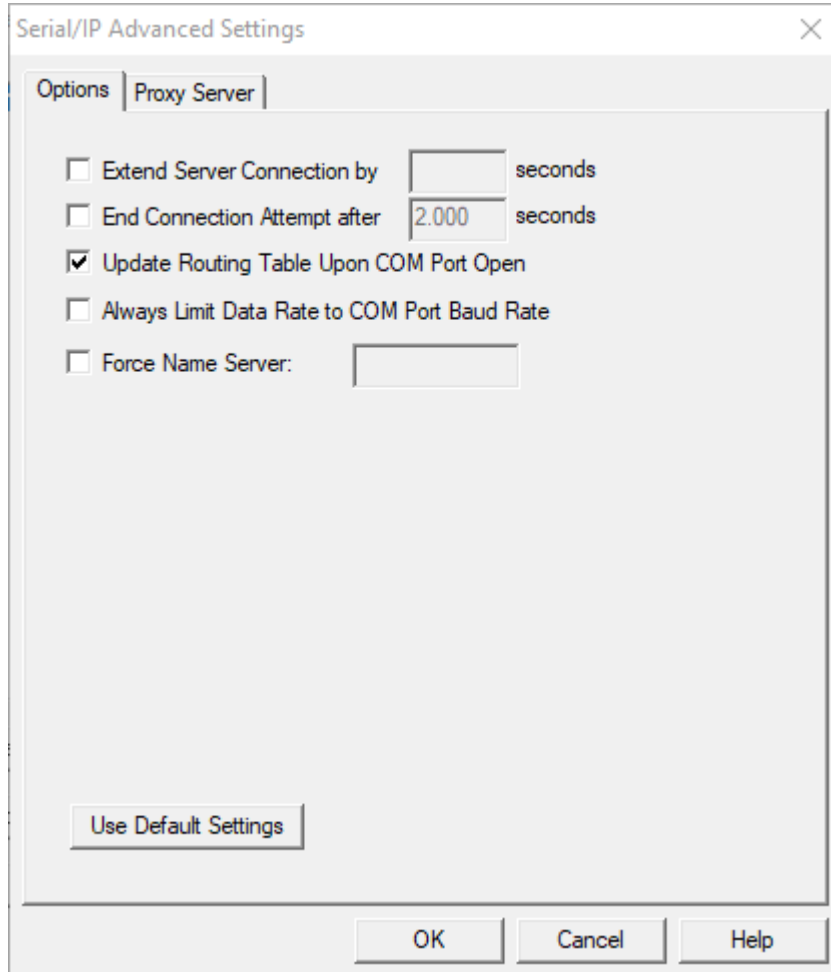 Serial/IP Advanced Settings
Options Proxy Server
Extend Server Connection by seconds
End Connection Attempt after 2.000 seconds
Update Routing Table Upon COM Port Open
Always Limit Data Rate to COM Port Baud Rate
Force Name Server:
Use Default Settings
OK Cancel Help